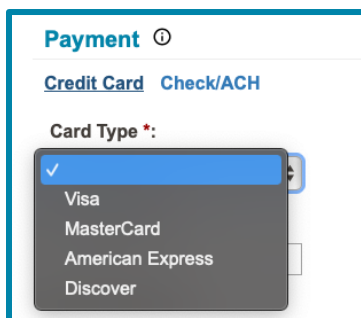 Payment ⓘ
Credit Card Check/ACH
Card Type *:
✓
Visa
MasterCard
American Express
Discover